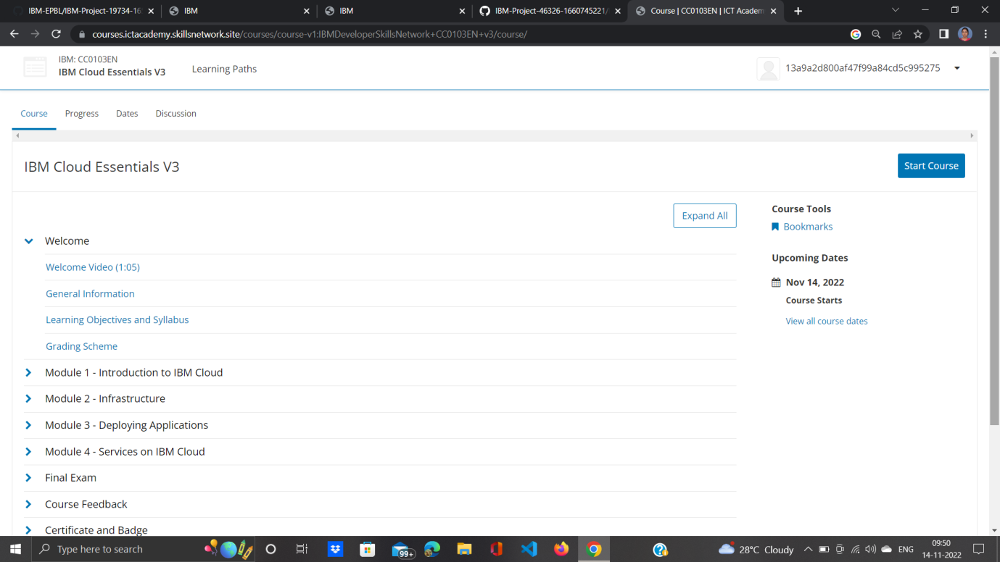 IBM-EPBL/IBM-Project-19734-16
IBM
IBM
IBM-Project-46326-1660745221/
Course | CC0103EN | ICT Academ
courses.ictacademy.skillsnetwork.site/courses/course-v1:IBMDeveloperSkillsNetwork+CC0103EN+v3/course/
IBM: CC0103EN
IBM Cloud Essentials V3
Learning Paths
13a9a2d800af47f99a84cd5c995275
Course
Progress
Dates
Discussion
IBM Cloud Essentials V3
Start Course
Expand All
Welcome
Welcome Video (1:05)
General Information
Learning Objectives and Syllabus
Grading Scheme
Module 1 - Introduction to IBM Cloud
Module 2 - Infrastructure
Module 3 - Deploying Applications
Module 4 - Services on IBM Cloud
Final Exam
Course Feedback
Certificate and Badge
Course Tools
Bookmarks
Upcoming Dates
Nov 14, 2022
Course Starts
View all course dates
Type here to search
99+
28°C Cloudy
ENG
09:50
14-11-2022